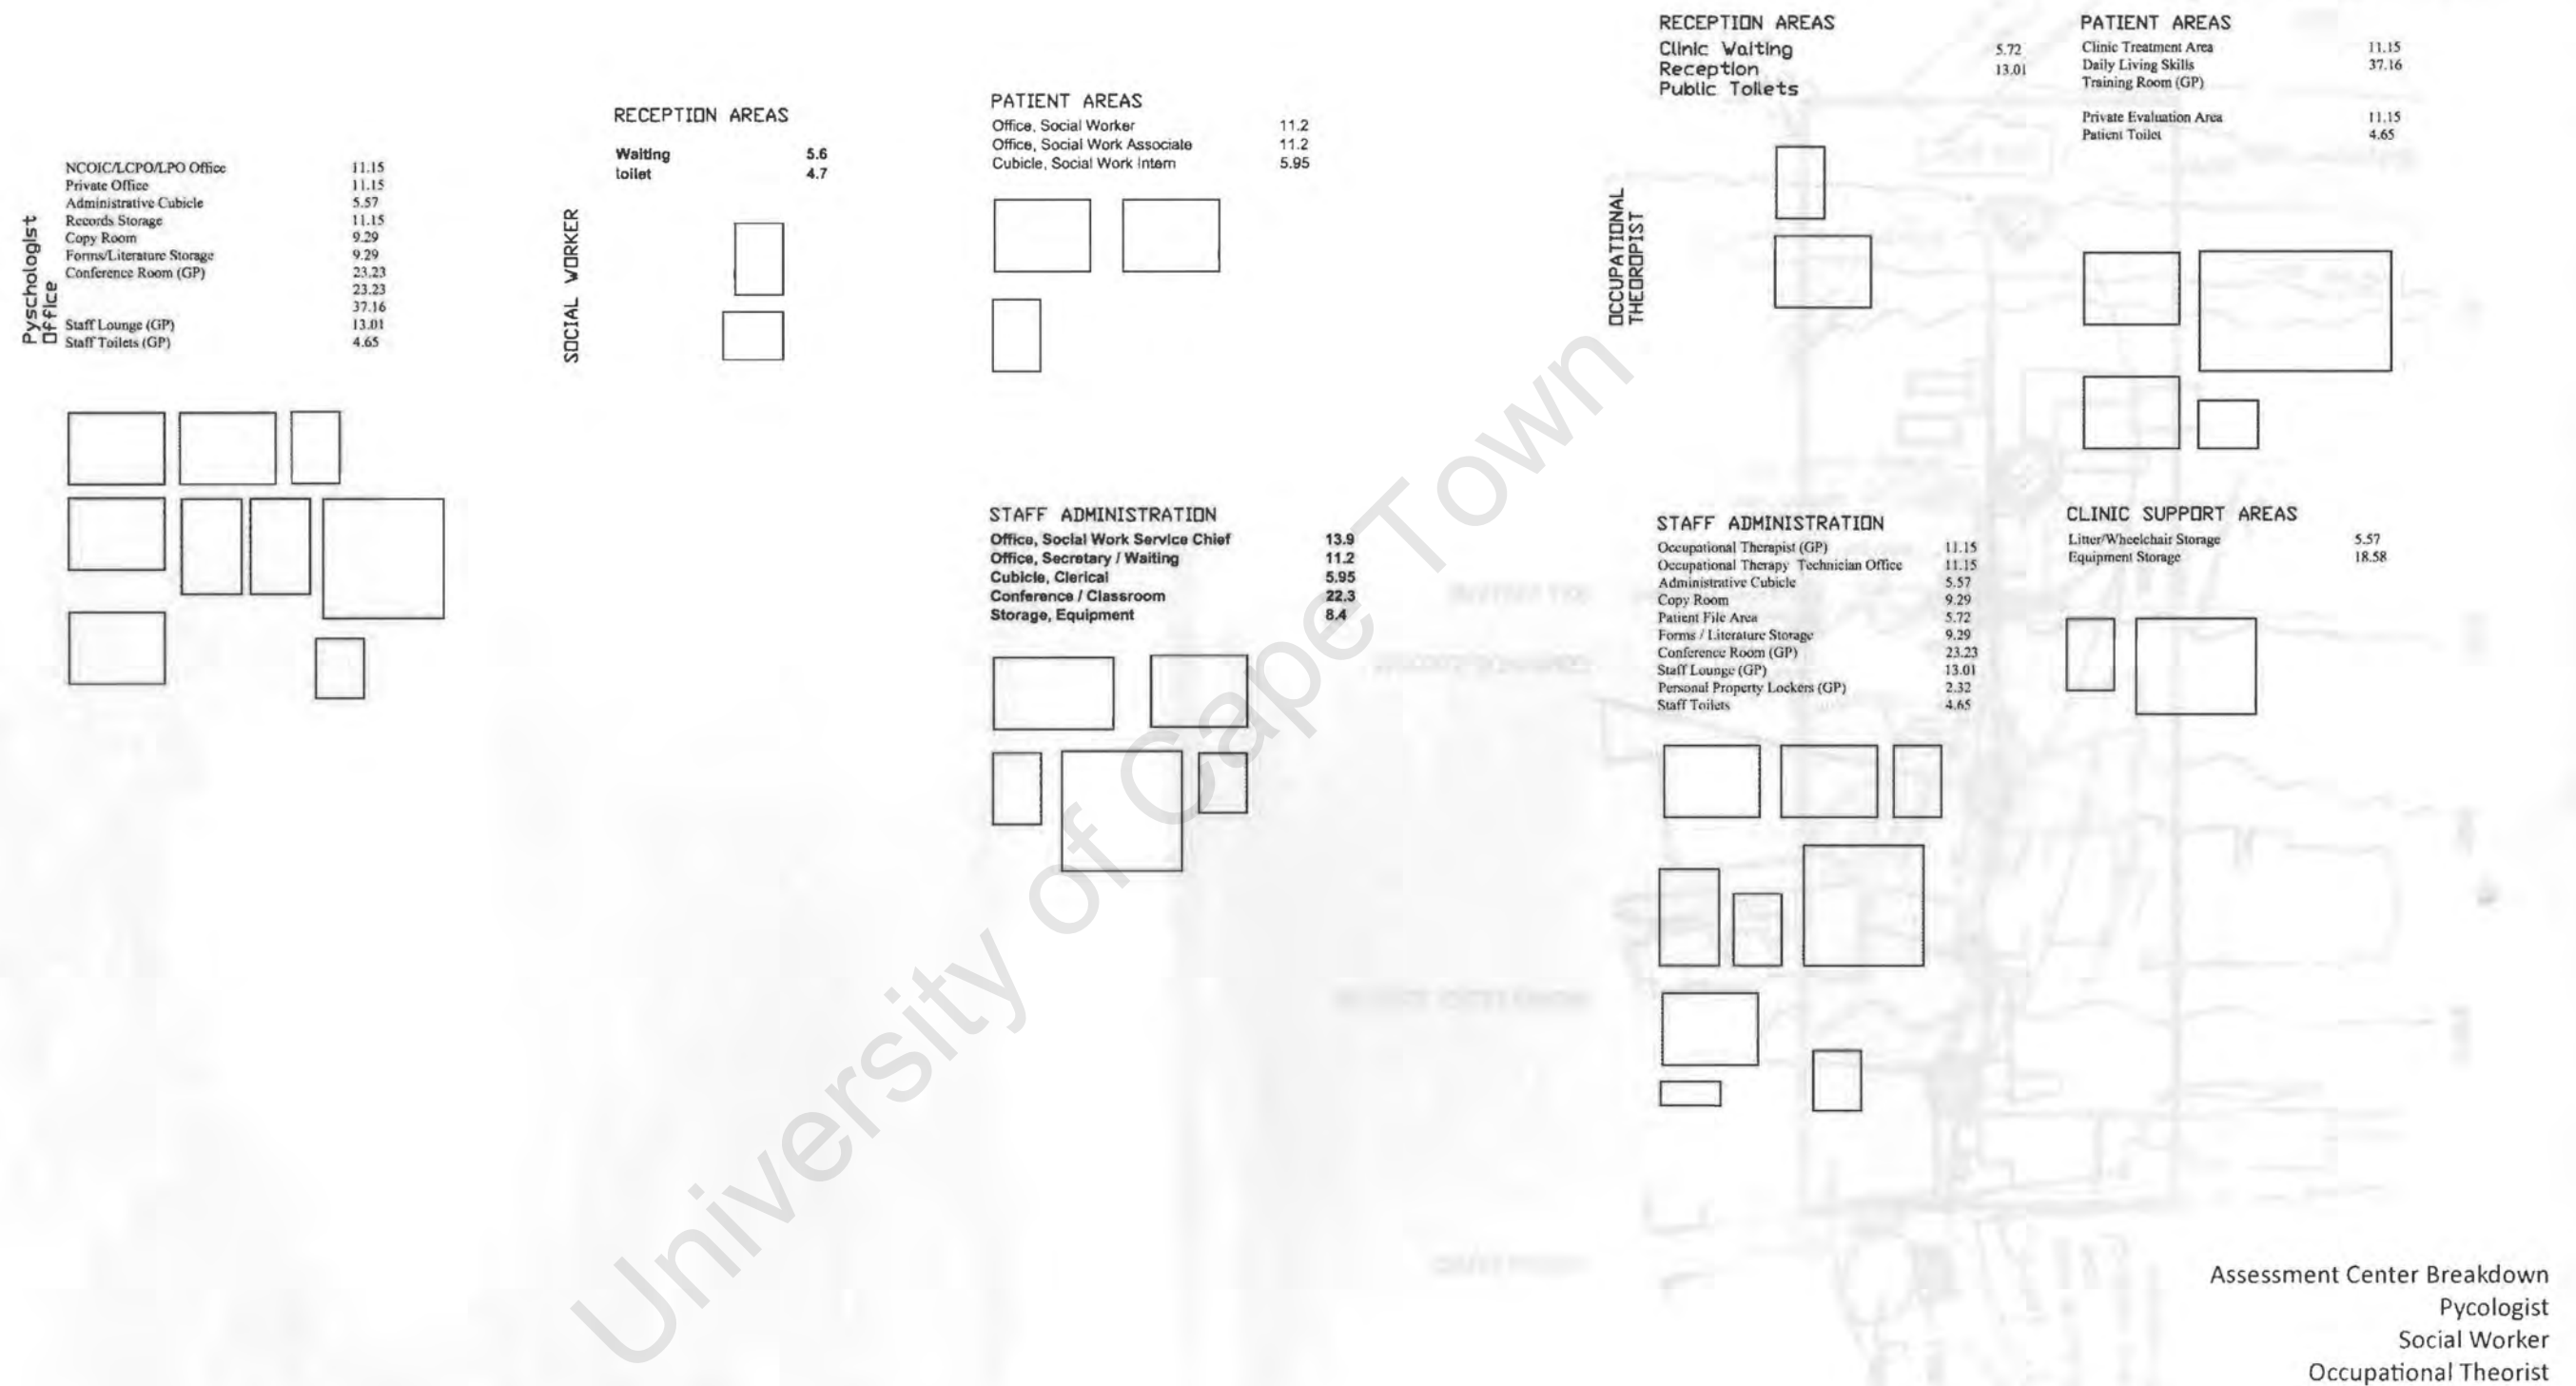 Pyschologist
Office
NCOIC/LCPO/LPO Office 11.15
Private Office 11.15
Administrative Cubicle 5.57
Records Storage 11.15
Copy Room 9.29
Forms/Literature Storage 9.29
Conference Room (GP) 23.23
23.23
37.16
Staff Lounge (GP) 13.01
Staff Toilets (GP) 4.65
SOCIAL WORKER
RECEPTION AREAS
Waiting 5.6
toilet 4.7
PATIENT AREAS
Office, Social Worker 11.2
Office, Social Work Associate 11.2
Cubicle, Social Work Intern 5.95
STAFF ADMINISTRATION
Office, Social Work Service Chief 13.9
Office, Secretary / Waiting 11.2
Cubicle, Clerical 5.95
Conference / Classroom 22.3
Storage, Equipment 8.4
OCCUPATIONAL
THEOROPIST
RECEPTION AREAS
Clinic Waiting 5.72
Reception 13.01
Public Toilets
PATIENT AREAS
Clinic Treatment Area 11.15
Daily Living Skills 37.16
Training Room (GP)
Private Evaluation Area 11.15
Patient Toilet 4.65
STAFF ADMINISTRATION
Occupational Therapist (GP) 11.15
Occupational Therapy Technician Office 11.15
Administrative Cubicle 5.57
Copy Room 9.29
Patient File Area 5.72
Forms / Literature Storage 9.29
Conference Room (GP) 23.23
Staff Lounge (GP) 13.01
Personal Property Lockers (GP) 2.32
Staff Toilets 4.65
CLINIC SUPPORT AREAS
Litter/Wheelchair Storage 5.57
Equipment Storage 18.58
University of Cape Town
Assessment Center Breakdown
Pycologist
Social Worker
Occupational Theorist